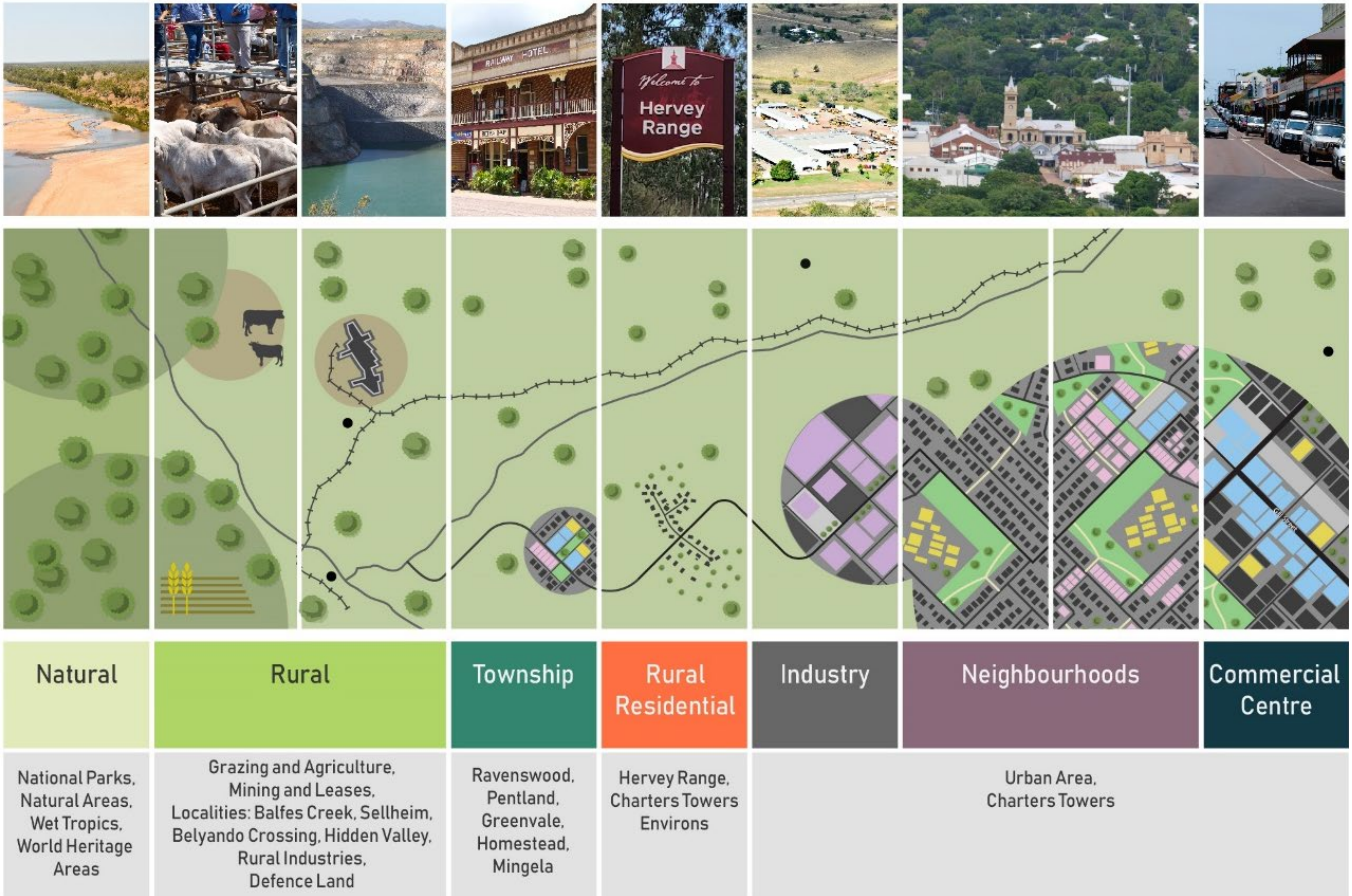 RAILWAY HOTEL
Welcome to
Hervey
Range
Natural
Rural
Township
Rural
Residential
Industry
Neighbourhoods
Commercial
Centre
National Parks,
Natural Areas,
Wet Tropics,
World Heritage
Areas
Grazing and Agriculture,
Mining and Leases,
Localities: Balfes Creek, Sellheim,
Belyando Crossing, Hidden Valley,
Rural Industries,
Defence Land
Ravenswood,
Pentland,
Greenvale,
Homestead,
Mingela
Hervey Range,
Charters Towers
Environs
Urban Area,
Charters Towers